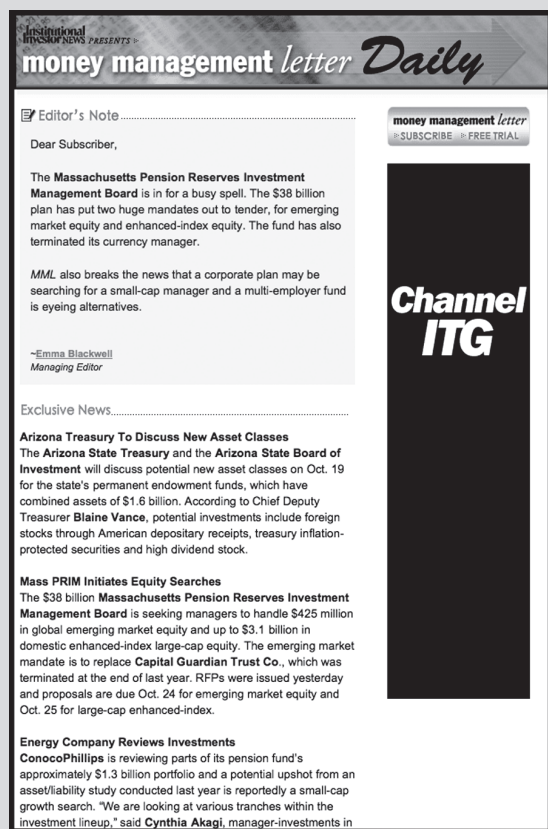 Institutional
Investor NEWS PRESENTS
money management letter Daily
Editor's Note
Dear Subscriber,
The Massachusetts Pension Reserves Investment
Management Board is in for a busy spell. The $38 billion
plan has put two huge mandates out to tender, for emerging
market equity and enhanced-index equity. The fund has also
terminated its currency manager.
MML also breaks the news that a corporate plan may be
searching for a small-cap manager and a multi-employer fund
is eyeing alternatives.
~Emma Blackwell
Managing Editor
Exclusive News
Arizona Treasury To Discuss New Asset Classes
The Arizona State Treasury and the Arizona State Board of
Investment will discuss potential new asset classes on Oct. 19
for the state's permanent endowment funds, which have
combined assets of $1.6 billion. According to Chief Deputy
Treasurer Blaine Vance, potential investments include foreign
stocks through American depositary receipts, treasury inflation-
protected securities and high dividend stock.
Mass PRIM Initiates Equity Searches
The $38 billion Massachusetts Pension Reserves Investment
Management Board is seeking managers to handle $425 million
in global emerging market equity and up to $3.1 billion in
domestic enhanced-index large-cap equity. The emerging market
mandate is to replace Capital Guardian Trust Co., which was
terminated at the end of last year. RFPs were issued yesterday
and proposals are due Oct. 24 for emerging market equity and
Oct. 25 for large-cap enhanced-index.
Energy Company Reviews Investments
ConocoPhillips is reviewing parts of its pension fund's
approximately $1.3 billion portfolio and a potential upshot from an
asset/liability study conducted last year is reportedly a small-cap
growth search. "We are looking at various tranches within the
investment lineup," said Cynthia Akagi, manager-investments in
money management letter
SUBSCRIBE FREE TRIAL
Channel
ITG